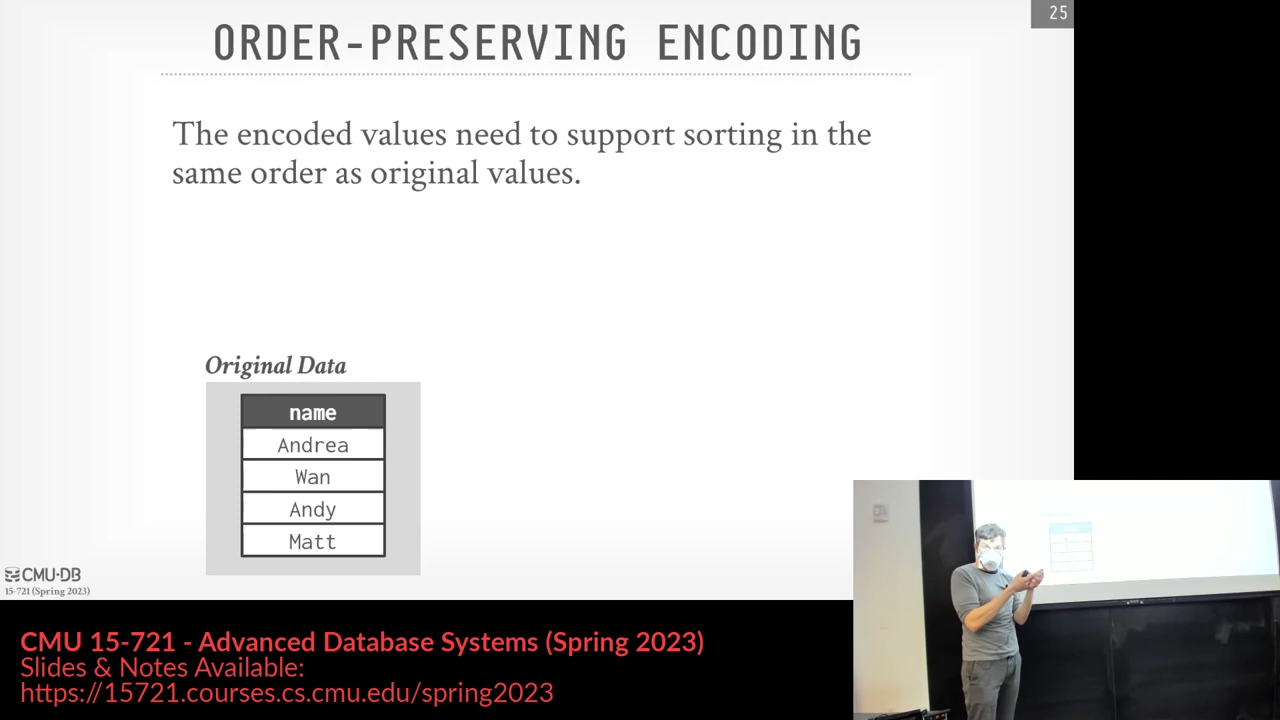 25
ORDER-PRESERVING ENCODING
The encoded values need to support sorting in the
same order as original values.
Original Data
name
Andrea
Wan
Andy
Matt
CMU·DB
15-721 (Spring 2023)
CMU 15-721 - Advanced Database Systems (Spring 2023)
Slides & Notes Available:
https://15721.courses.cs.cmu.edu/spring2023